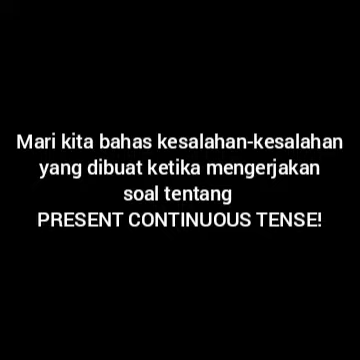 Mari kita bahas kesalahan-kesalahan
yang dibuat ketika mengerjakan
soal tentang
PRESENT CONTINUOUS TENSE!